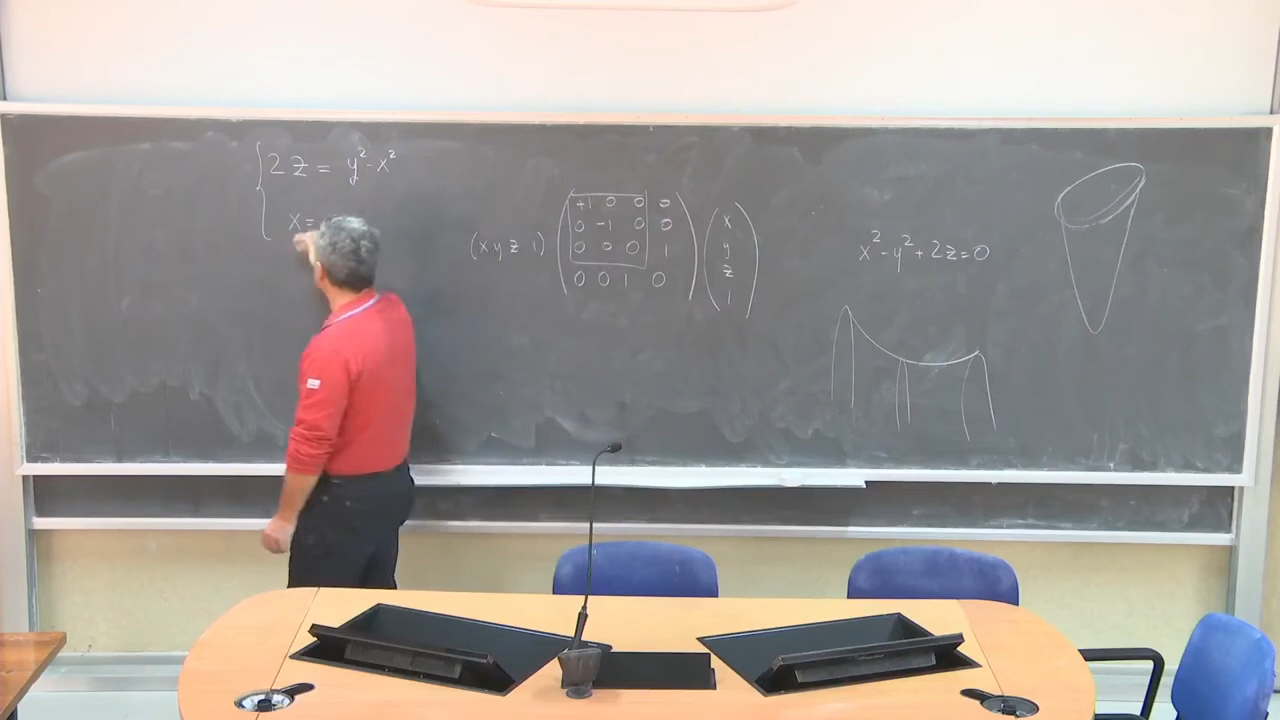 2z = y²-x²
x=
(x y z 1)
+1 0 0 0
0 -1 0 0
0 0 0 1
0 0 1 0
x
y
z
1
x²-y²+2z=0